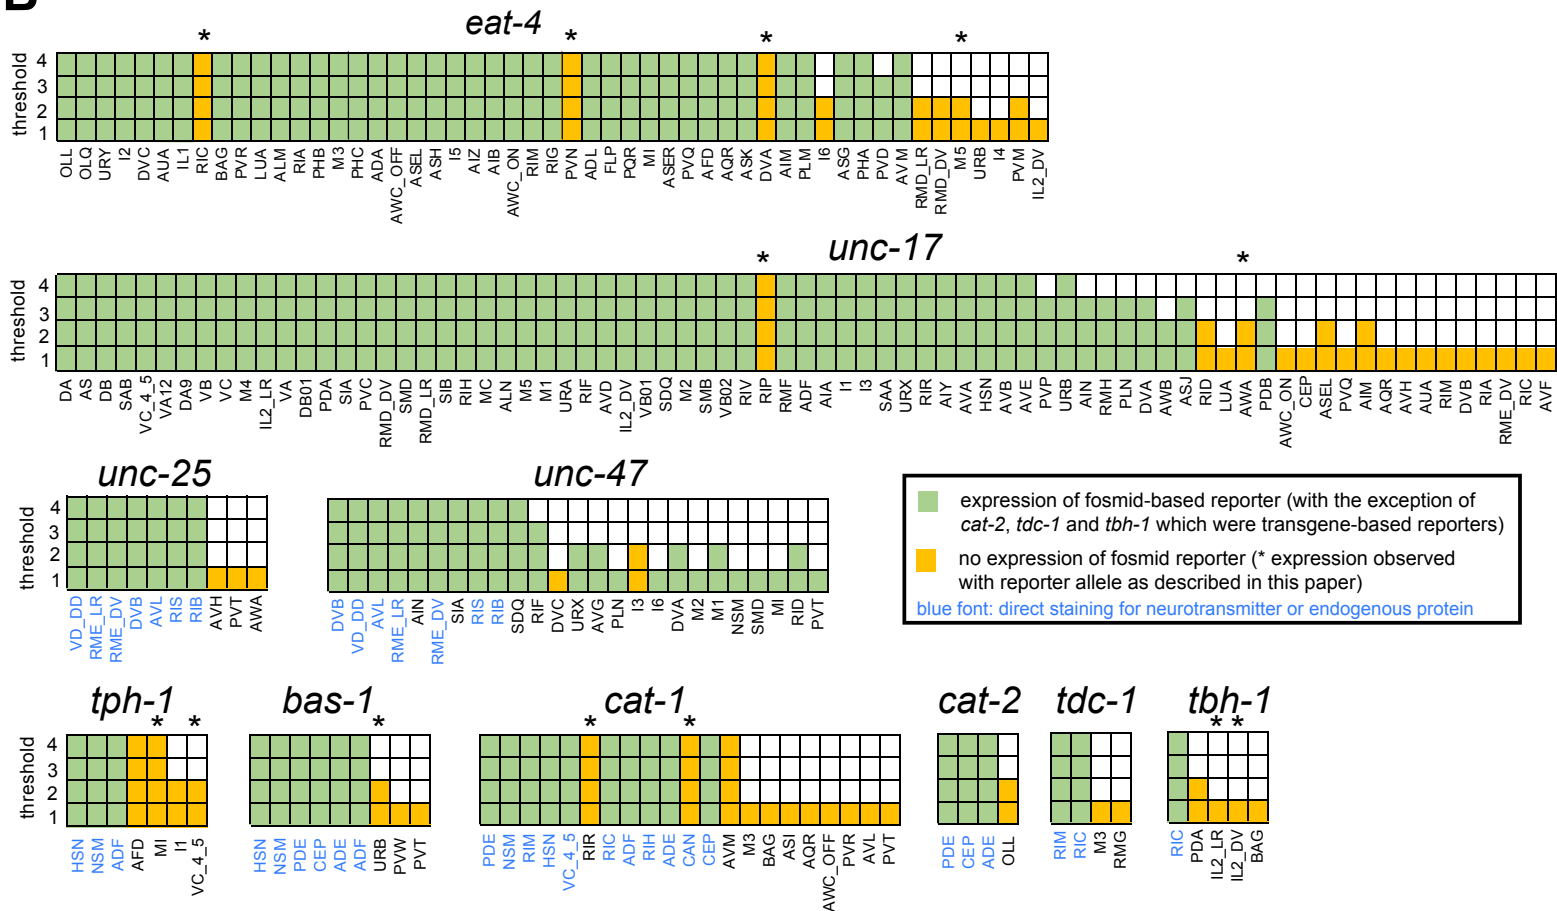 B
eat-4
* * * *
threshold
4
3
2
1
OLL OLQ URY I2 DVC AUA IL1 RIC BAG PVR LUA ALM RIA PHB M3 PHC ADA AWC_OFF ASEL ASH I5 AIZ AIB AWC_ON RIM RIG PVN ADL FLP PQR MI ASER PVQ AFD AQR ASK DVA AIM PLM I6 ASG PHA PVD AVM RMD_LR RMD_DV M5 URB I4 PVM IL2_DV
unc-17
* *
threshold
4
3
2
1
DA AS DB SAB VC_4_5 VA12 DA9 VB VC M4 IL2_LR VA DB01 PDA SIA PVC RMD_DV SMD RMD_LR SIB RIH MC ALN M5 M1 URA RIF AVD IL2_DV VB01 SDQ M2 SMB VB02 RIV RIP RMF ADF AIA I1 I3 SAA URX RIR AIY AVA HSN AVB AVE PVP URB AIN RMH PLN DVA AWB ASJ RID LUA AWA PDB AWC_ON CEP ASEL PVQ AIM AQR AVH AUA RIM DVB RIA RME_DV RIC AVF
unc-25
threshold
4
3
2
1
VD_DD RME_LR RME_DV DVB AVL RIS RIB AVH PVT AWA
unc-47
DVB VD_DD AVL RME_LR AIN RME_DV SIA RIS RIB SDQ RIF DVC URX AVG PLN I3 I6 DVA M2 M1 NSM SMD MI RID PVT
expression of fosmid-based reporter (with the exception of
cat-2, tdc-1 and tbh-1 which were transgene-based reporters)
no expression of fosmid reporter (* expression observed
with reporter allele as described in this paper)
blue font: direct staining for neurotransmitter or endogenous protein
tph-1
* *
threshold
4
3
2
1
HSN NSM ADF AFD MI I1 VC_4_5
bas-1
*
HSN NSM PDE CEP ADE ADF URB PVW PVT
cat-1
* *
PDE NSM RIM HSN VC_4_5 RIR RIC ADF RIH ADE CAN CEP AVM M3 BAG ASI AQR AWC_OFF PVR AVL PVT
cat-2
PDE CEP ADE OLL
tdc-1
RIM RIC M3 RMG
tbh-1
* *
RIC PDA IL2_LR IL2_DV BAG